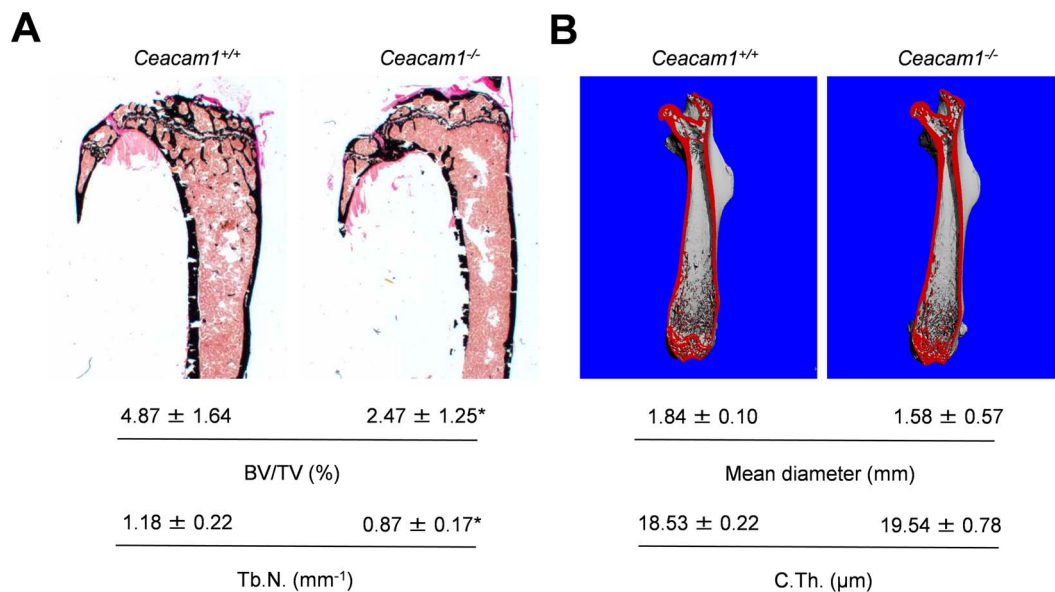 A
B
Ceacam1+/+
Ceacam1-/-
Ceacam1+/+
Ceacam1-/-
4.87 ± 1.64
2.47 ± 1.25*
1.84 ± 0.10
1.58 ± 0.57
BV/TV (%)
Mean diameter (mm)
1.18 ± 0.22
0.87 ± 0.17*
18.53 ± 0.22
19.54 ± 0.78
Tb.N. (mm-1)
C.Th. (µm)